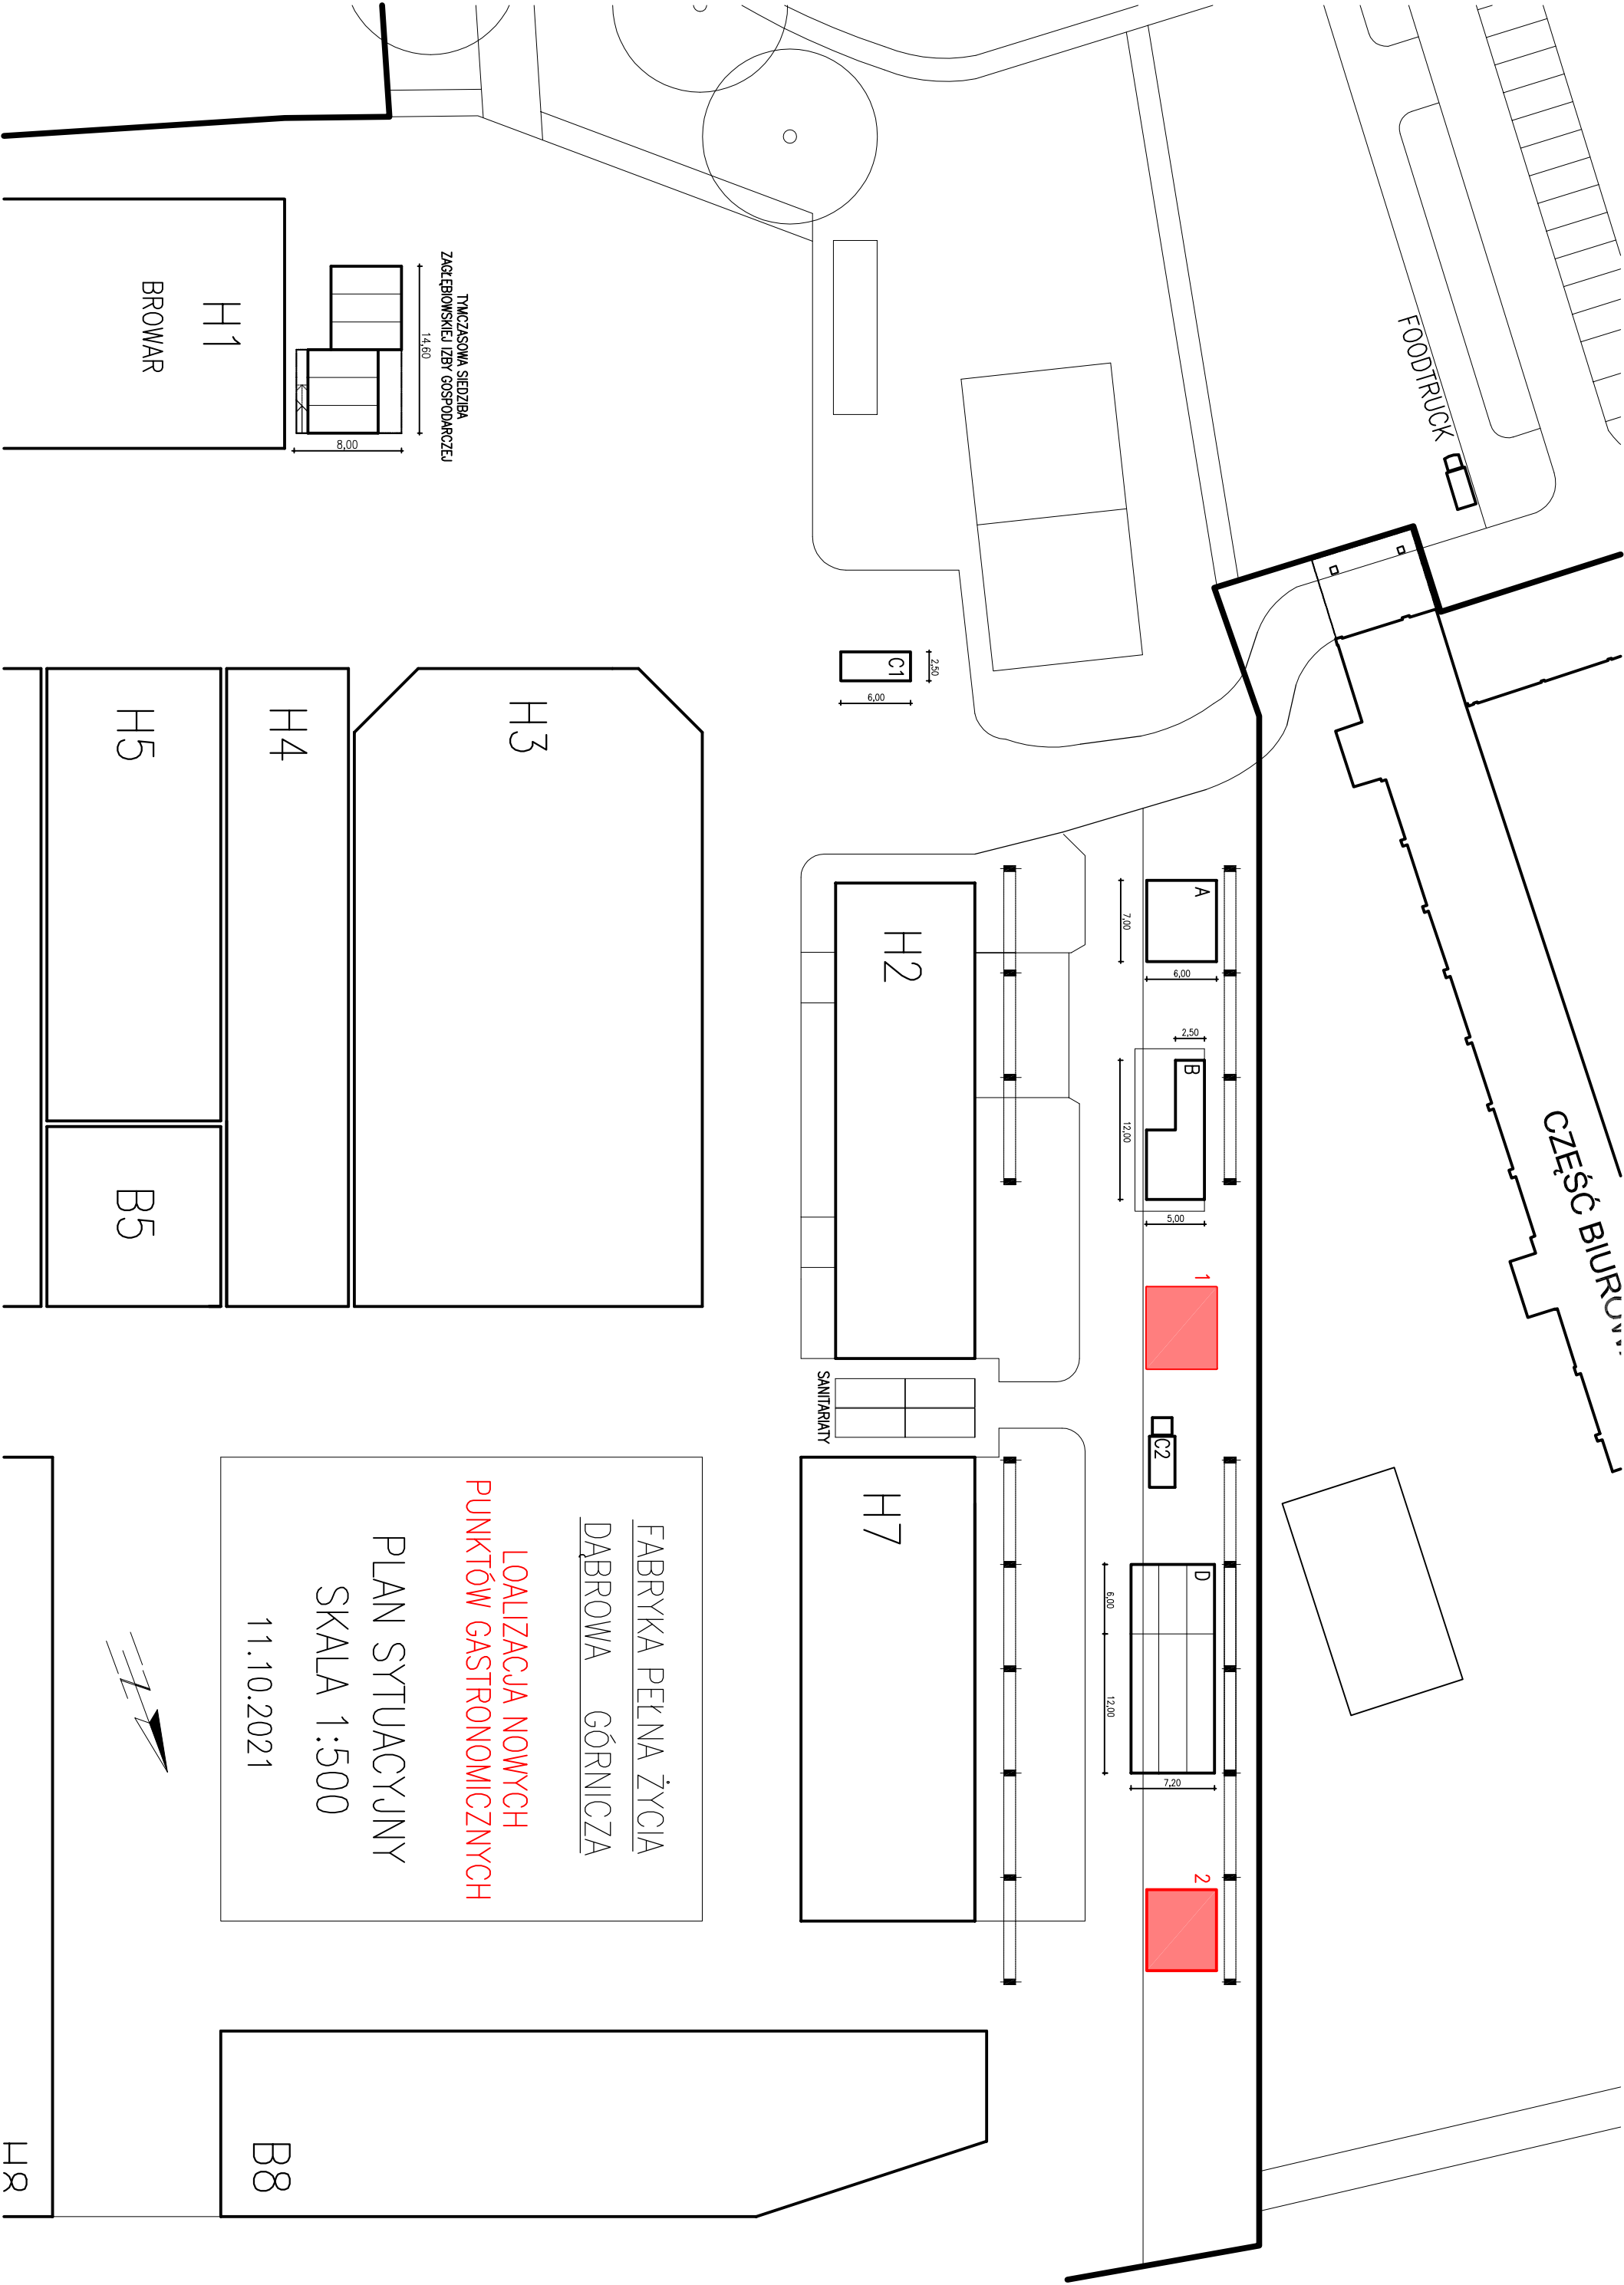 FOODTRUCK
CZĘŚĆ BIUROW
TYMCZASOWA SIEDZIBA
ZAGŁĘBIOWSKIEJ IZBY GOSPODARCZEJ
14,60
8,00
H1
BROWAR
C1
2,50
6,00
A
7,00
6,00
2,50
B
12,00
5,00
1
C2
D
6,00
12,00
7,20
2
H2
SANITARIATY
H7
H3
H4
H5
B5
FABRYKA PEŁNA ŻYCIA
DĄBROWA GÓRNICZA
LOALIZACJA NOWYCH
PUNKTÓW GASTRONOMICZNYCH
PLAN SYTUACYJNY
SKALA 1:500
11.10.2021
N
B8
H8